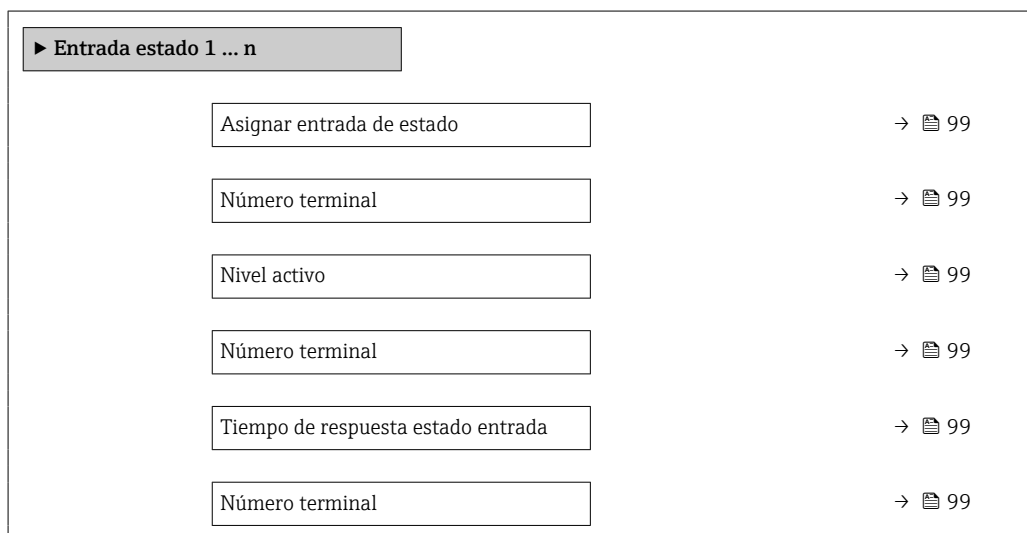 ▶ Entrada estado 1 … n
Asignar entrada de estado → 99
Número terminal → 99
Nivel activo → 99
Número terminal → 99
Tiempo de respuesta estado entrada → 99
Número terminal → 99